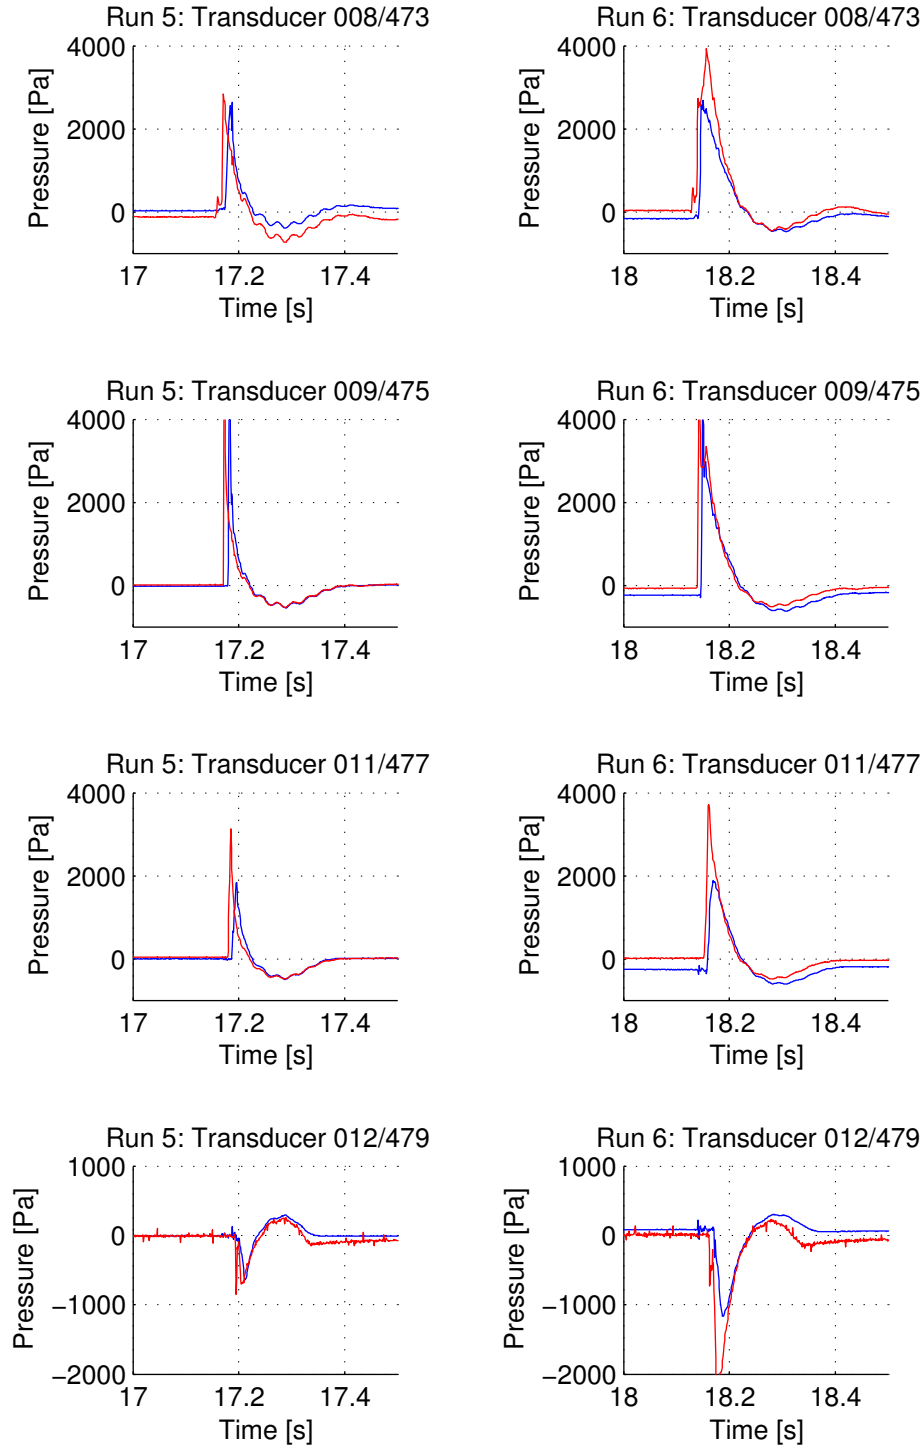 Run 5: Transducer 008/473
Run 6: Transducer 008/473
4000
2000
0
Pressure [Pa]
17
17.2
17.4
Time [s]
4000
2000
0
Pressure [Pa]
18
18.2
18.4
Time [s]
Run 5: Transducer 009/475
Run 6: Transducer 009/475
4000
2000
0
Pressure [Pa]
17
17.2
17.4
Time [s]
4000
2000
0
Pressure [Pa]
18
18.2
18.4
Time [s]
Run 5: Transducer 011/477
Run 6: Transducer 011/477
4000
2000
0
Pressure [Pa]
17
17.2
17.4
Time [s]
4000
2000
0
Pressure [Pa]
18
18.2
18.4
Time [s]
Run 5: Transducer 012/479
Run 6: Transducer 012/479
1000
0
−1000
−2000
Pressure [Pa]
17
17.2
17.4
Time [s]
1000
0
−1000
−2000
Pressure [Pa]
18
18.2
18.4
Time [s]